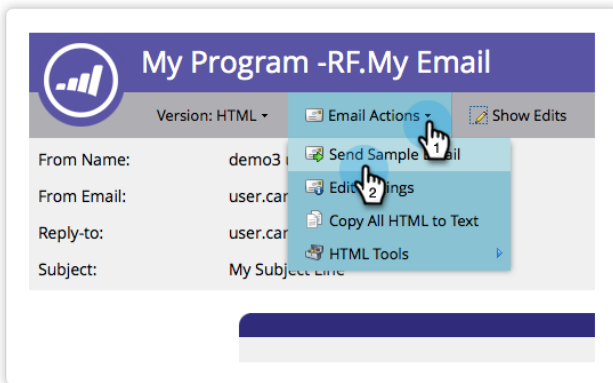 My Program -RF.My Email
Version: HTML Email Actions Show Edits
From Name: demo3
From Email: user.car
Reply-to: user.car
Subject: My Subject Line
Send Sample Email
1
2
Copy All HTML to Text
HTML Tools